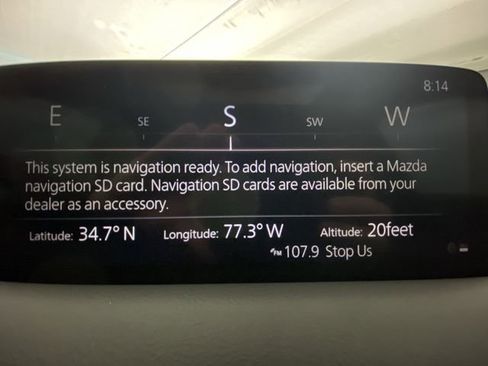 8:14
E SE S SW W
This system is navigation ready. To add navigation, insert a Mazda
navigation SD card. Navigation SD cards are available from your
dealer as an accessory.
Latitude: 34.7° N Longitude: 77.3° W Altitude: 20feet
FM 107.9 Stop Us